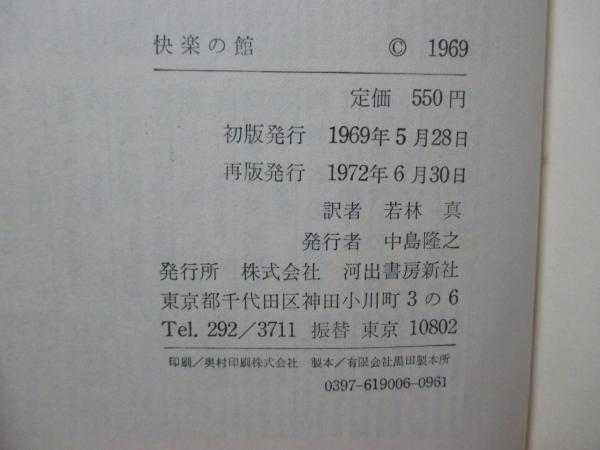 快楽の館 © 1969
定価 550円
初版発行 1969年5月28日
再版発行 1972年6月30日
訳者 若林 真
発行者 中島隆之
発行所 株式会社 河出書房新社
東京都千代田区神田小川町3の6
Tel. 292/3711 振替 東京 10802
印刷/奥村印刷株式会社 製本/有限会社黒田製本所
0397-619006-0961